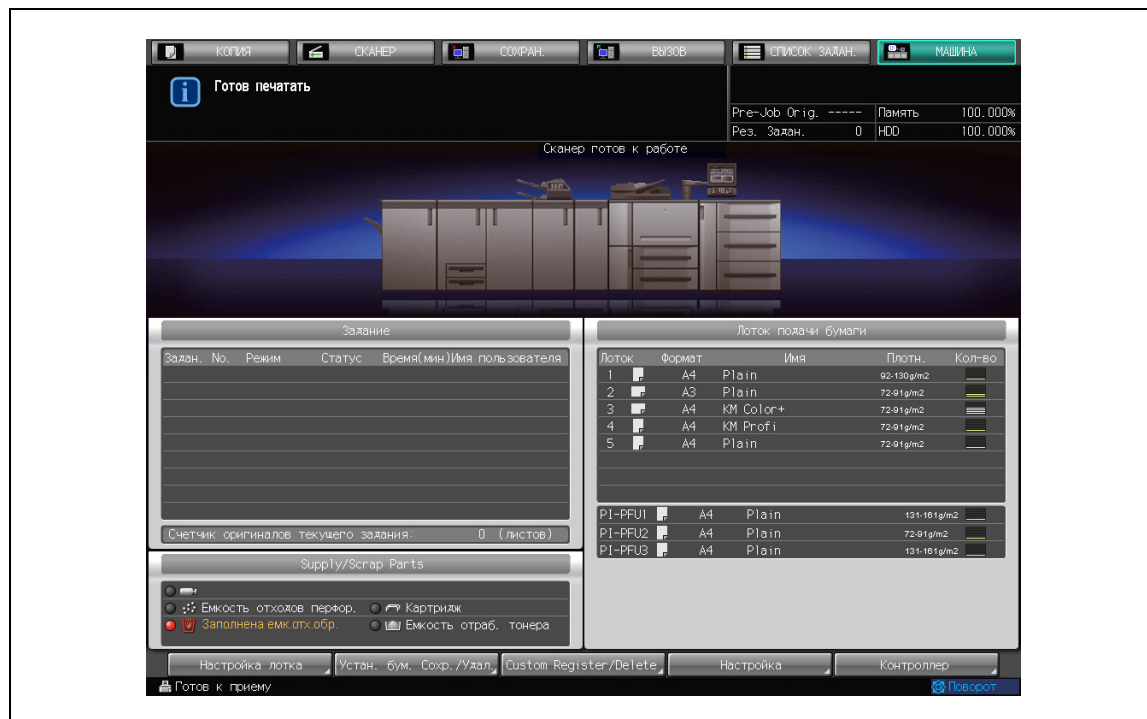 КОПИЯ СКАНЕР СОХРАН. ВЫЗОВ СПИСОК ЗАДАН. МАШИНА
Готов печатать
Pre-Job Orig. ----- Память 100.000%
Рез. Задан. 0 HDD 100.000%
Сканер готов к работе
Задание
Задан. No. Режим Статус Время(мин)Имя пользователя
Счетчик оригиналов текущего задания: 0 (листов)
Supply/Scrap Parts
Емкость отходов перфор. Картридж
Заполнена емк.отх.обр. Емкость отраб. тонера
Лоток подачи бумаги
Лоток Формат Имя Плотн. Кол-во
1 A4 Plain 92-130g/m2
2 A3 Plain 72-91g/m2
3 A4 KM Color+ 72-91g/m2
4 A4 KM Profi 72-91g/m2
5 A4 Plain 72-91g/m2
PI-PFU1 A4 Plain 131-161g/m2
PI-PFU2 A4 Plain 72-91g/m2
PI-PFU3 A4 Plain 131-161g/m2
Настройка лотка Устан. бум. Сохр./Удал. Custom Register/Delete Настройка Контроллер
Готов к приему Поворот